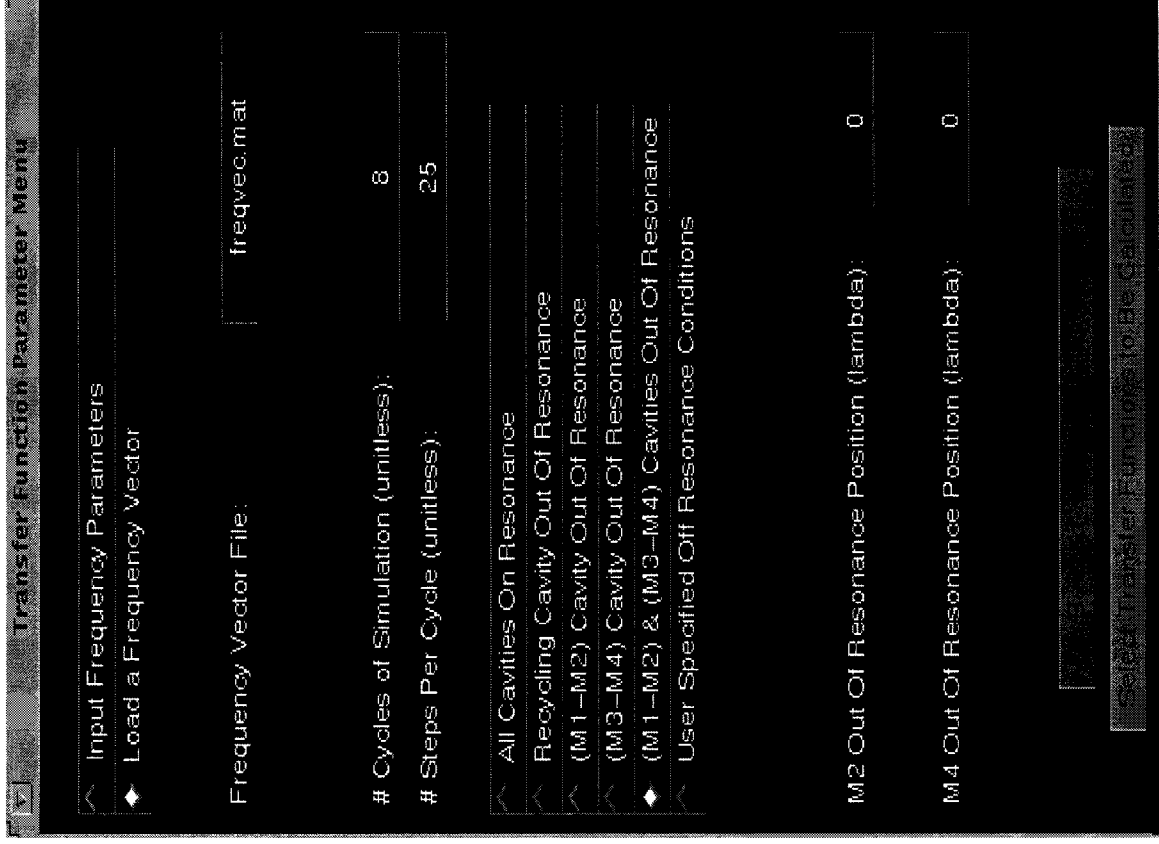 Transfer Function Parameter Menu
Input Frequency Parameters
Load a Frequency Vector
Frequency Vector File: freqvec.mat
# Cycles of Simulation (unitless): 8
# Steps Per Cycle (unitless): 25
All Cavities On Resonance
Recycling Cavity Out Of Resonance
(M1–M2) Cavity Out Of Resonance
(M3–M4) Cavity Out Of Resonance
(M1–M2) & (M3–M4) Cavities Out Of Resonance
User Specified Off Resonance Conditions
M2 Out Of Resonance Position (lambda): 0
M4 Out Of Resonance Position (lambda): 0
Select Transfer Functions to be Calculated